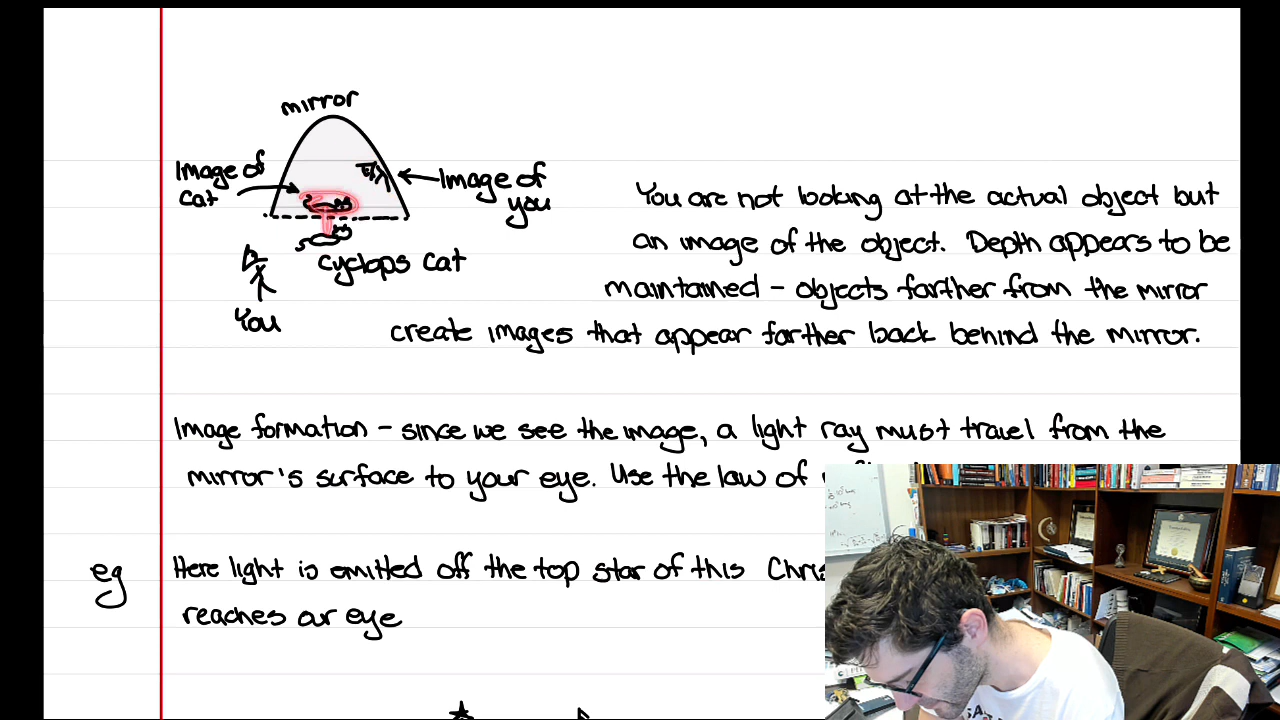 mirror
Image of
cat
Image of
you
cyclops cat
You
You are not looking at the actual object but
an image of the object. Depth appears to be
maintained - objects farther from the mirror
create images that appear farther back behind the mirror.
Image formation - since we see the image, a light ray must travel from the
mirror's surface to your eye. Use the law of
eg
Here light is emitted off the top star of this
reaches our eye